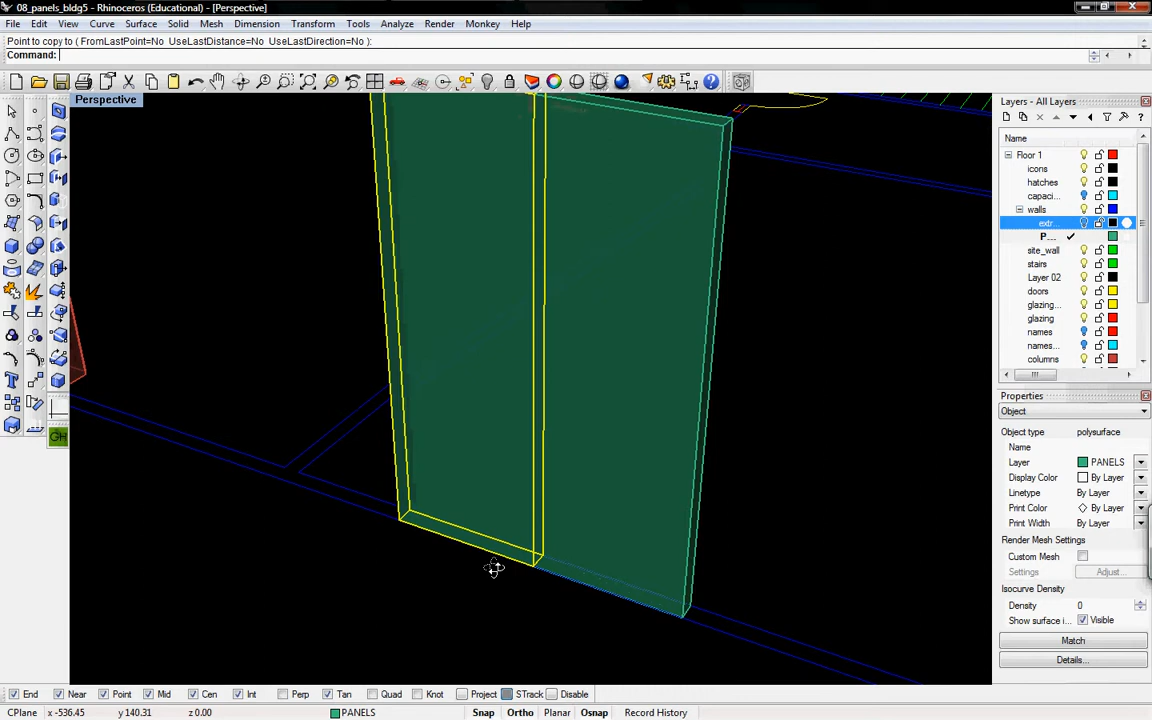 08_panels_bldg5 - Rhinoceros (Educational) - [Perspective]
File Edit View Curve Surface Solid Mesh Dimension Transform Tools Analyze Render Monkey Help
Point to copy to ( FromLastPoint=No UseLastDistance=No UseLastDirection=No ):
Command:
Perspective
Layers - All Layers
Name
Floor 1
icons
hatches
capaci...
walls
extr...
P...
site_wall
stairs
Layer 02
doors
glazing...
glazing
names
names...
columns
Properties
Object
Object type polysurface
Name
Layer PANELS
Display Color By Layer
Linetype By Layer
Print Color By Layer
Print Width By Layer
Render Mesh Settings
Custom Mesh
Settings Adjust...
Isocurve Density
Density 0
Show surface i... Visible
Match
Details...
GH
End Near Point Mid Cen Int Perp Tan Quad Knot Project STrack Disable
CPlane x -536.45 y 140.31 z 0.00 PANELS Snap Ortho Planar Osnap Record History